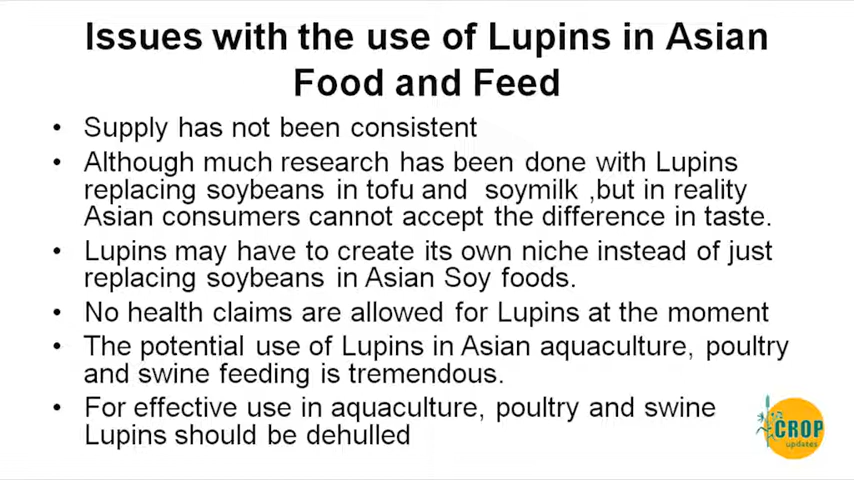 Issues with the use of Lupins in Asian
Food and Feed
• Supply has not been consistent
• Although much research has been done with Lupins
replacing soybeans in tofu and soymilk ,but in reality
Asian consumers cannot accept the difference in taste.
• Lupins may have to create its own niche instead of just
replacing soybeans in Asian Soy foods.
• No health claims are allowed for Lupins at the moment
• The potential use of Lupins in Asian aquaculture, poultry
and swine feeding is tremendous.
• For effective use in aquaculture, poultry and swine
Lupins should be dehulled
CROP
updates